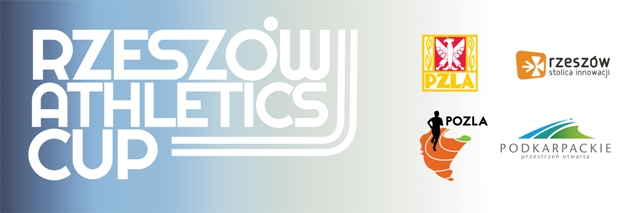 RZESZÓW
ATHLETICS
CUP
PZLA
rzeszów
stolica innowacji
POZLA
PODKARPACKIE
przestrzeń otwarta